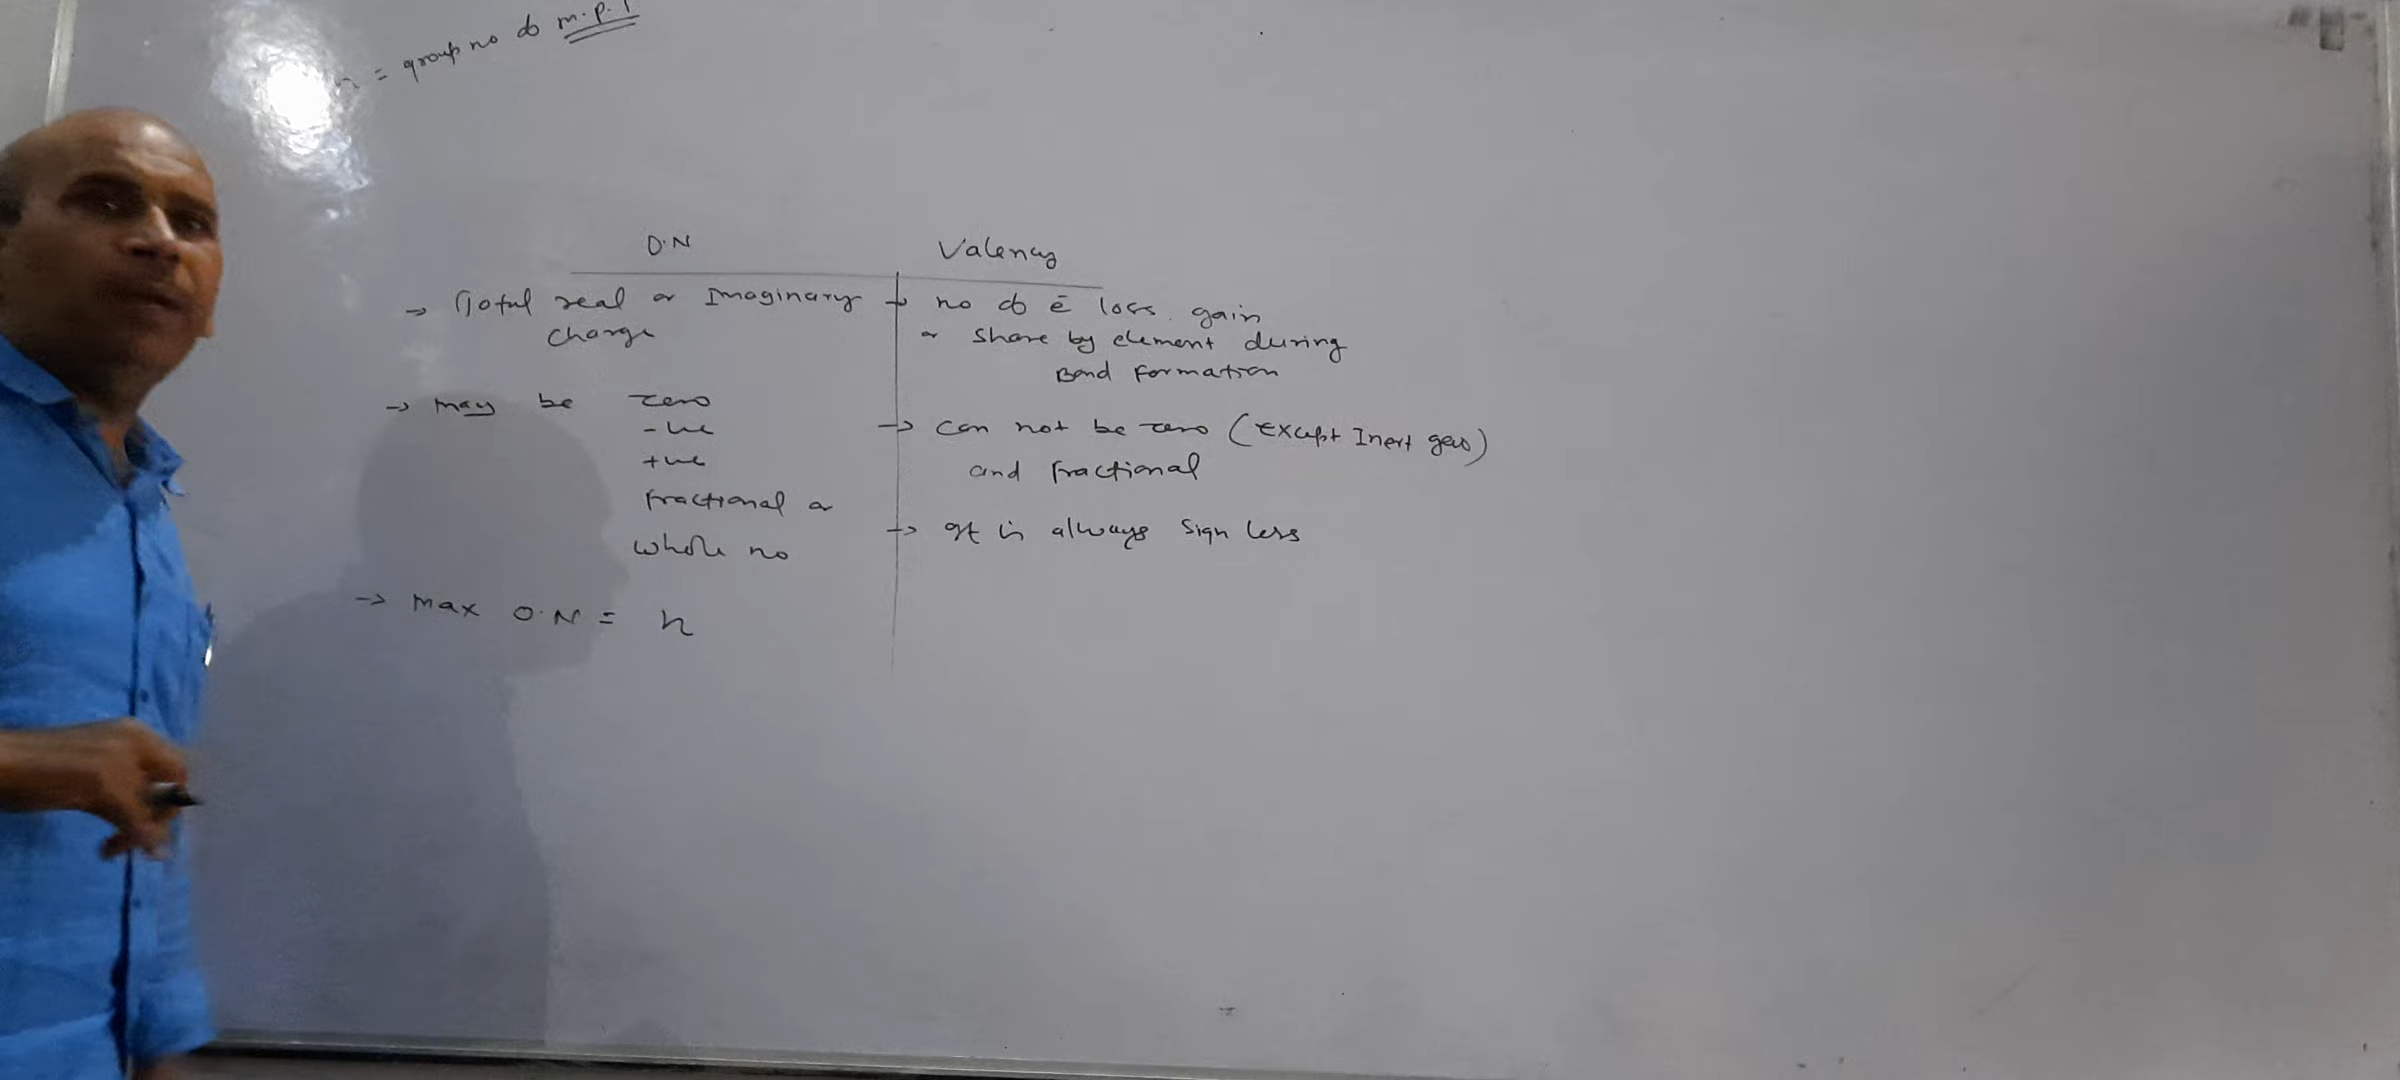 n = group no of m.p.T
O.N
Valency
→ Total real or Imaginary
charge
→ no of e̅ loss. gain
or share by element during
Bond Formation
→ may be zero
-ve
+ve
fractional or
whole no
→ can not be zero (Except Inert gas)
and fractional
→ It is always Sign less
→ max O.N = n